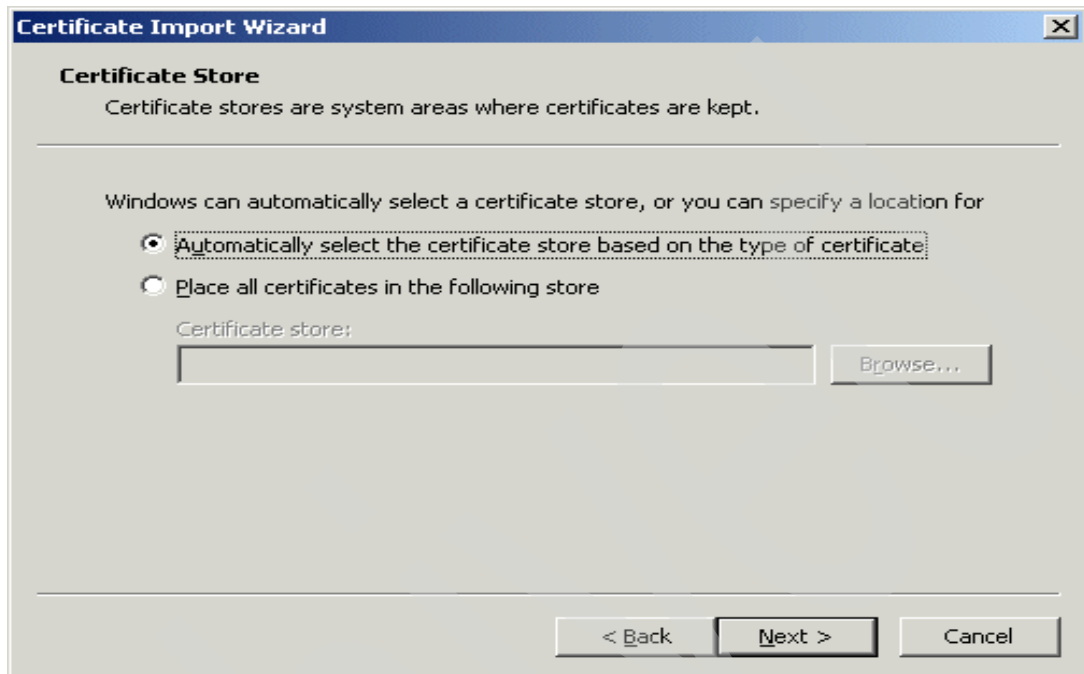 Certificate Import Wizard
Certificate Store
Certificate stores are system areas where certificates are kept.
Windows can automatically select a certificate store, or you can specify a location for
Automatically select the certificate store based on the type of certificate
Place all certificates in the following store
Certificate store:
Browse...
< Back Next > Cancel